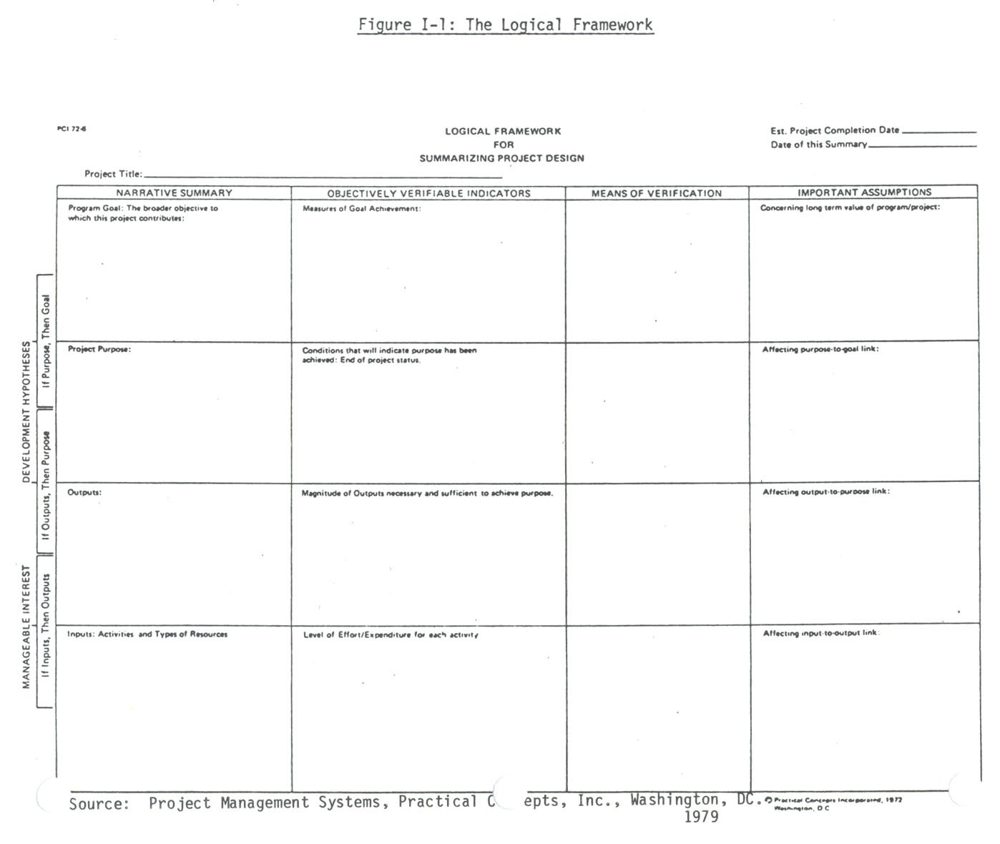 Figure I-1: The Logical Framework
PCI 72-6
LOGICAL FRAMEWORK
FOR
SUMMARIZING PROJECT DESIGN
Est. Project Completion Date
Date of this Summary
Project Title:
NARRATIVE SUMMARY
OBJECTIVELY VERIFIABLE INDICATORS
MEANS OF VERIFICATION
IMPORTANT ASSUMPTIONS
Program Goal: The broader objective to
which this project contributes:
Measures of Goal Achievement:
Concerning long term value of program/project:
Project Purpose:
Conditions that will indicate purpose has been
achieved: End of project status.
Affecting purpose-to-goal link:
Outputs:
Magnitude of Outputs necessary and sufficient to achieve purpose.
Affecting output-to-purpose link:
Inputs: Activities and Types of Resources
Level of Effort/Expenditure for each activity
Affecting input-to-output link:
DEVELOPMENT HYPOTHESES
If Purpose, Then Goal
If Outputs, Then Purpose
MANAGEABLE INTEREST
If Inputs, Then Outputs
Source: Project Management Systems, Practical C epts, Inc., Washington, DC.
1979
© Practical Concepts Incorporated, 1972
Washington, D C